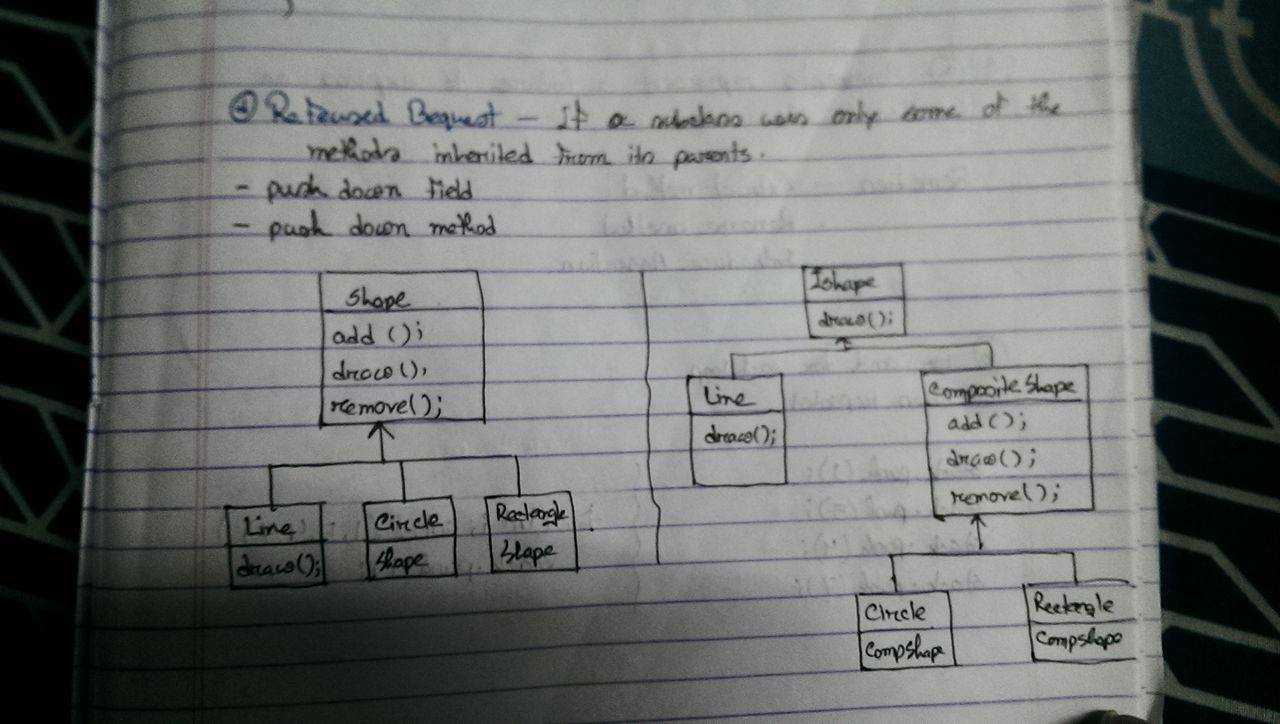 ④ Refused Bequest - If a subclass uses only some of the
methods inherited from its parents.
- push down field
- push down method
Shape
add ();
draw();
remove();
Line
draw();
Circle
Shape
Rectangle
Shape
Ishape
draw();
Line
draw();
Composite Shape
add ();
draw();
remove();
Circle
CompShape
Rectangle
CompShape